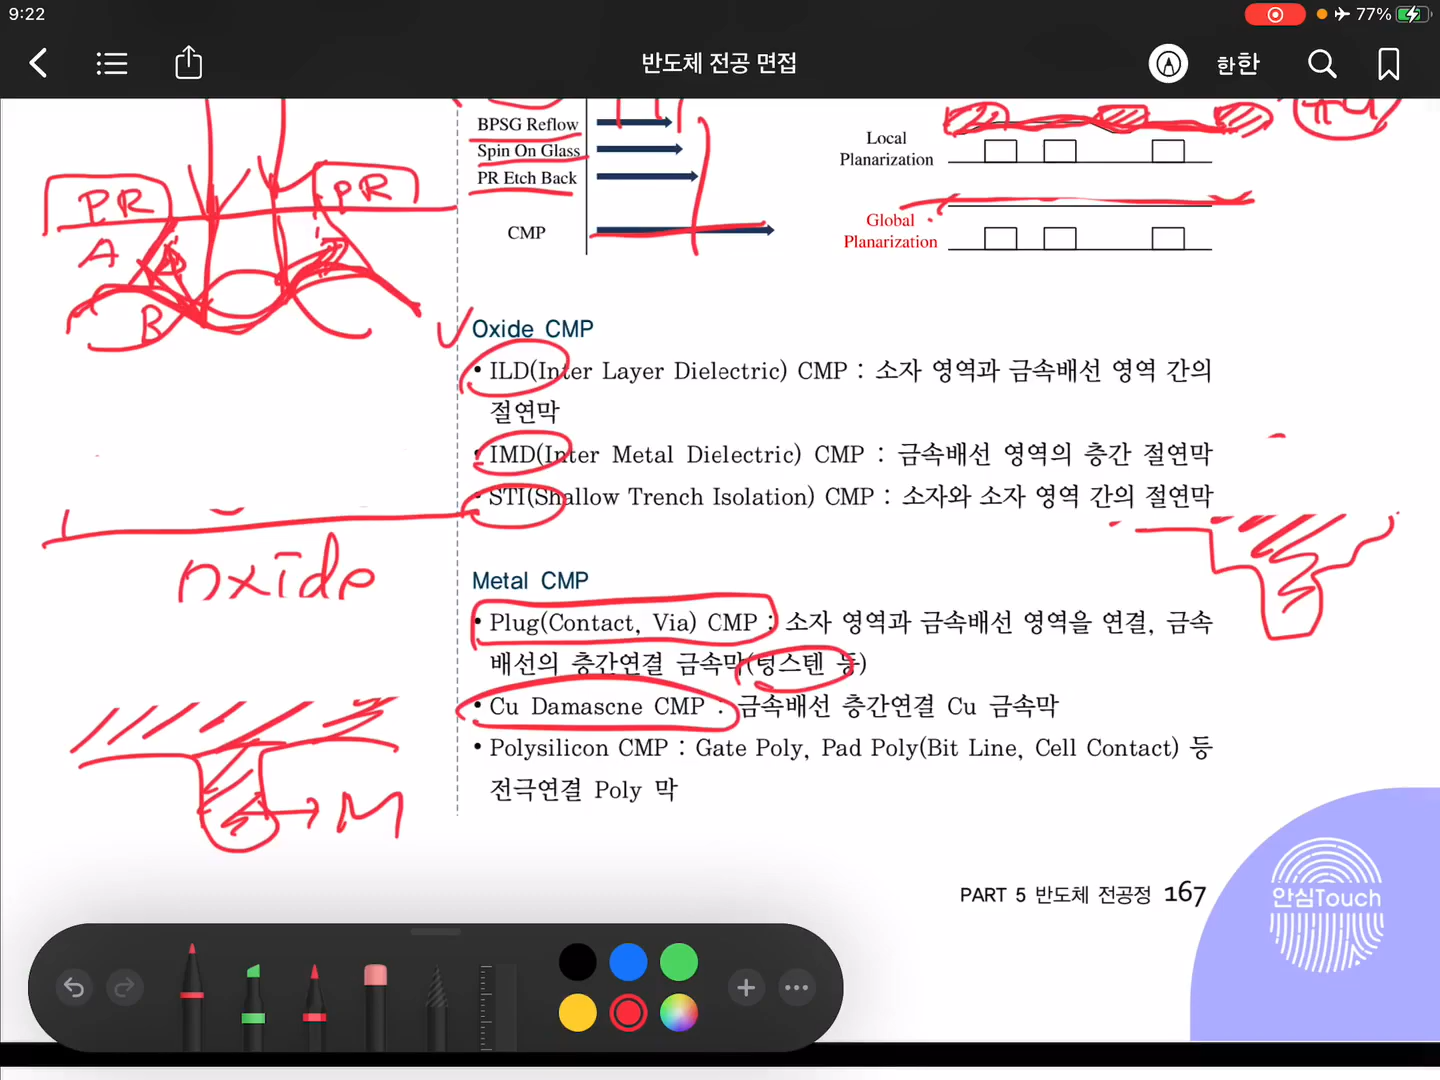 9:22
77%
반도체 전공 면접
한한
BPSG Reflow
Spin On Glass
PR Etch Back
CMP
Local
Planarization
Global
Planarization
PR
PR
A
B
Oxide CMP
• ILD(Inter Layer Dielectric) CMP : 소자 영역과 금속배선 영역 간의
절연막
• IMD(Inter Metal Dielectric) CMP : 금속배선 영역의 층간 절연막
• STI(Shallow Trench Isolation) CMP : 소자와 소자 영역 간의 절연막
oxide
Metal CMP
• Plug(Contact, Via) CMP : 소자 영역과 금속배선 영역을 연결, 금속
배선의 층간연결 금속막(텅스텐 등)
• Cu Damascne CMP : 금속배선 층간연결 Cu 금속막
• Polysilicon CMP : Gate Poly, Pad Poly(Bit Line, Cell Contact) 등
전극연결 Poly 막
M
PART 5 반도체 전공정 167
안심Touch